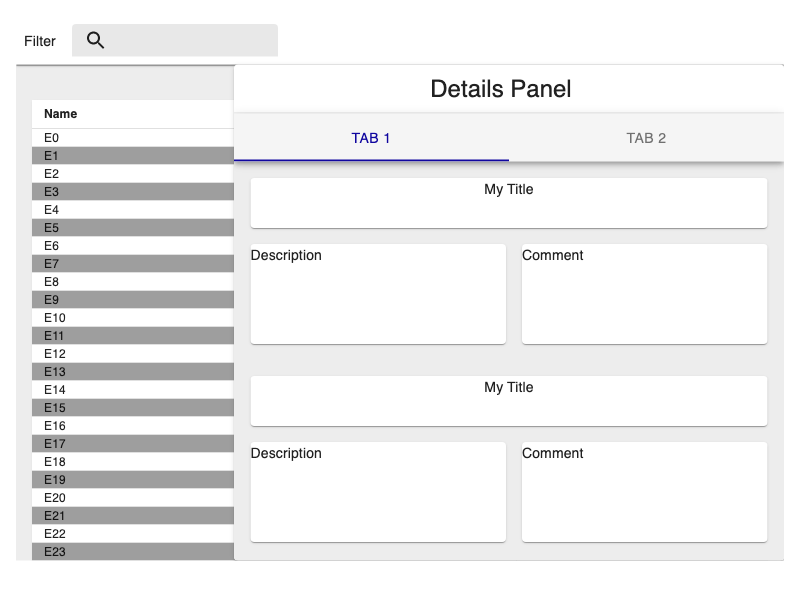 Filter
Details Panel
TAB 1 TAB 2
Name
E0
E1
E2
E3
E4
E5
E6
E7
E8
E9
E10
E11
E12
E13
E14
E15
E16
E17
E18
E19
E20
E21
E22
E23
My Title
Description Comment
My Title
Description Comment